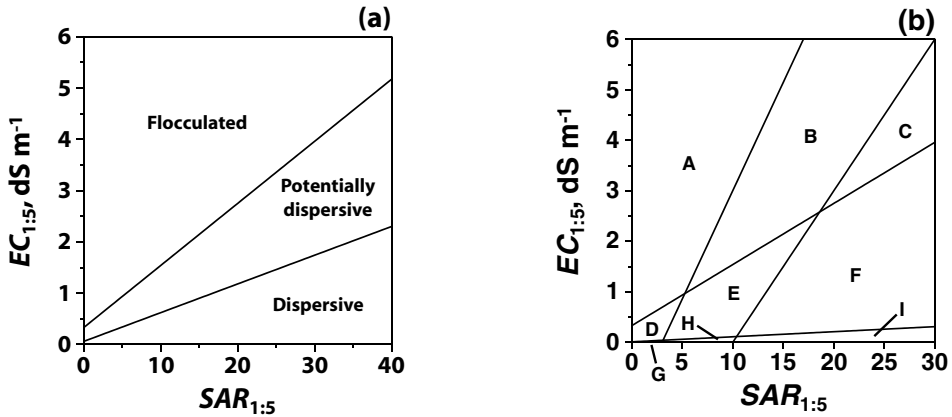 (a)
6
5
4
3
2
1
0
EC1:5, dS m-1
Flocculated
Potentially
dispersive
Dispersive
0 10 20 30 40
SAR1:5
(b)
6
5
4
3
2
1
0
EC1:5, dS m-1
A
B
C
D
E
F
G
H
I
0 5 10 15 20 25 30
SAR1:5